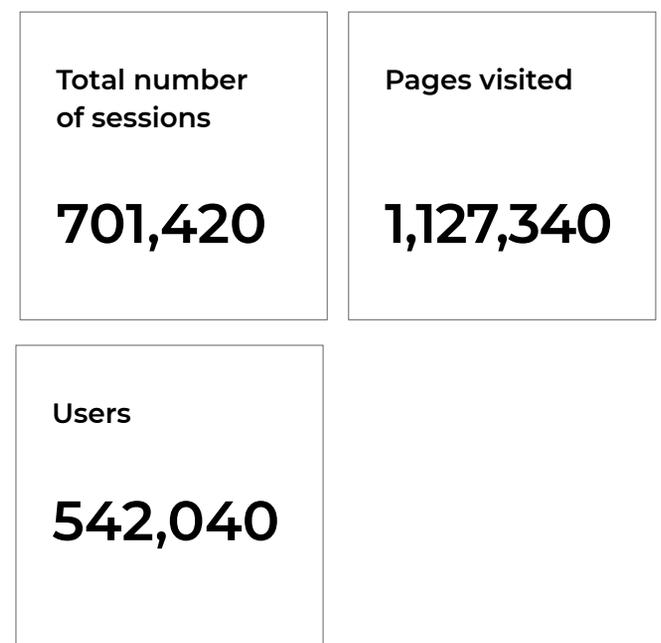 Total number
of sessions
701,420
Pages visited
1,127,340
Users
542,040